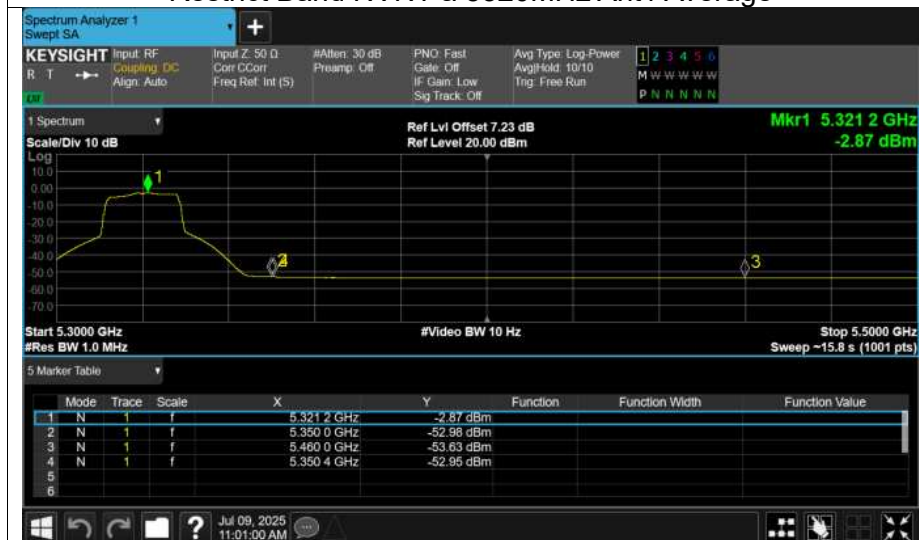 Spectrum Analyzer 1
Swept SA
+
KEYSIGHT Input: RF Input Z: 50 Ω #Atten: 30 dB PNO: Fast Avg Type: Log-Power 1 2 3 4 5 6
R T Coupling: DC Corr CCorr Preamp: Off Gate: Off Avg|Hold: 10/10 M W W W W W
Align: Auto Freq Ref: Int (S) IF Gain: Low Trig: Free Run P N N N N N
Sig Track: Off
1 Spectrum
Ref Lvl Offset 7.23 dB Mkr1 5.321 2 GHz
Scale/Div 10 dB Ref Level 20.00 dBm -2.87 dBm
Log
10.0
0.00
-10.0
-20.0
-30.0
-40.0
-50.0
-60.0
-70.0
1
2
3
Start 5.3000 GHz #Video BW 10 Hz Stop 5.5000 GHz
#Res BW 1.0 MHz Sweep ~15.8 s (1001 pts)
5 Marker Table
Mode Trace Scale X Y Function Function Width Function Value
1 N 1 f 5.321 2 GHz -2.87 dBm
2 N 1 f 5.350 0 GHz -52.98 dBm
3 N 1 f 5.460 0 GHz -53.63 dBm
4 N 1 f 5.350 4 GHz -52.95 dBm
5
6
? Jul 09, 2025
11:01:00 AM